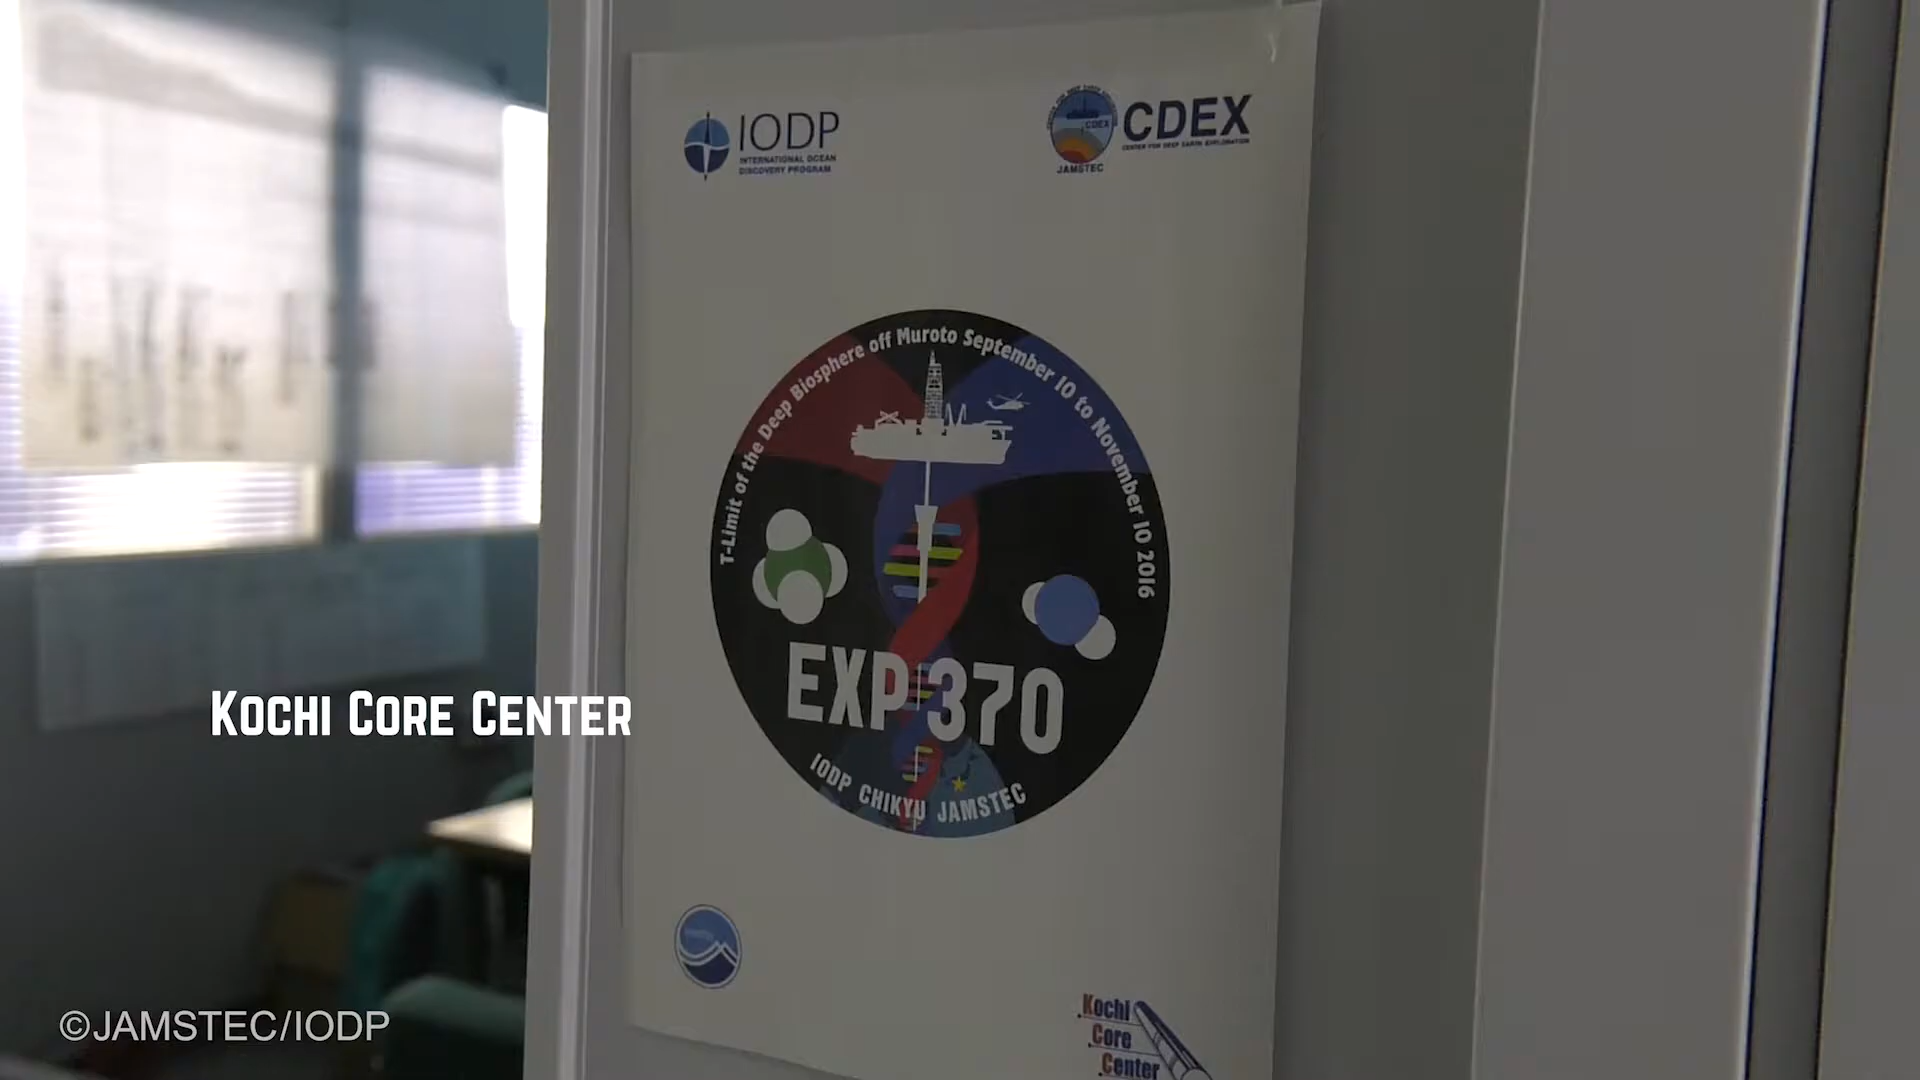 IODP
INTERNATIONAL OCEAN
DISCOVERY PROGRAM
CDEX
CDEX
CENTER FOR DEEP EARTH EXPLORATION
JAMSTEC
T-Limit of the Deep Biosphere off Muroto September 10 to November 10 2016
EXP 370
IODP CHIKYU JAMSTEC
KOCHI CORE CENTER
Kochi
Core
Center
©JAMSTEC/IODP